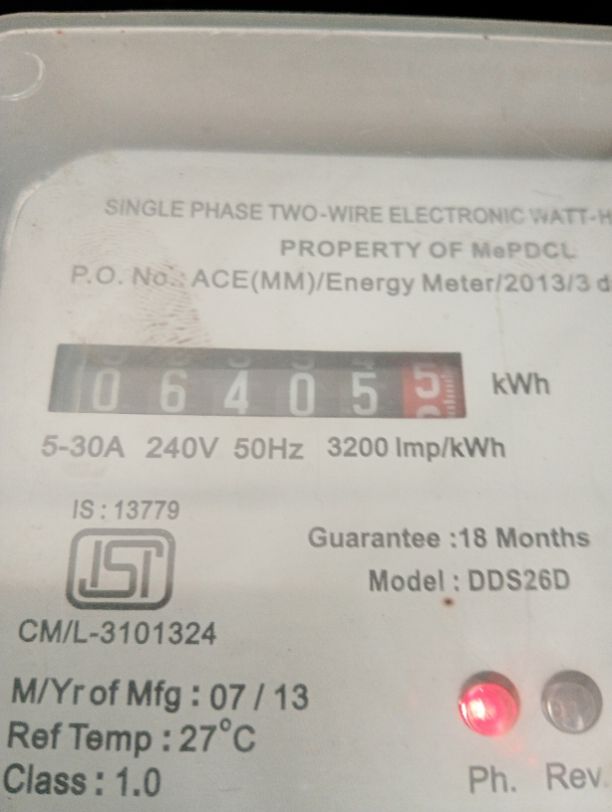 SINGLE PHASE TWO-WIRE ELECTRONIC WATT-H
PROPERTY OF MePDCL
P.O. No.: ACE(MM)/Energy Meter/2013/3 d
0 6 4 0 5 5 kWh
5-30A 240V 50Hz 3200 Imp/kWh
IS : 13779
ISI
Guarantee :18 Months
Model : DDS26D
CM/L-3101324
M/Yr of Mfg : 07 / 13
Ref Temp : 27°C
Class : 1.0
Ph. Rev.